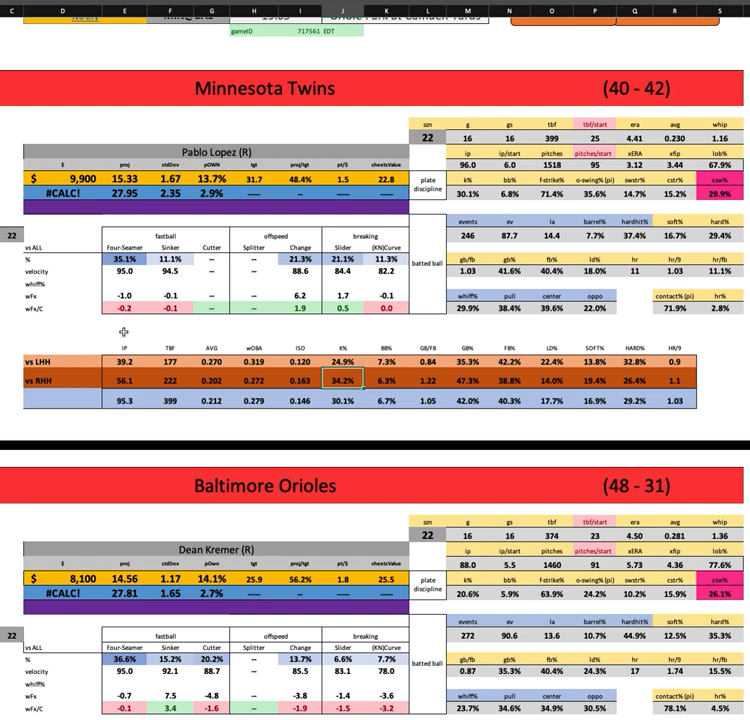 C D E F G H I J K L M N O P Q R S
MAIN
gameID 717561 EDT
Minnesota Twins (40 - 42)
szn g gs tbf tbf/start era avg whip
22 16 16 399 25 4.41 0.230 1.16
Pablo Lopez (R) ip ip/start pitches pitches/start xERA xfip lob%
$ proj stdDev pOWN tgt proj/tgt pt/$ sheetsValue 96.0 6.0 1518 95 3.12 3.44 67.9%
$ 9,900 15.33 1.67 13.7% 31.7 48.4% 1.5 22.8 plate discipline k% bb% f-strike% o-swing% (pi) swstr% cstr% csw%
#CALC! 27.95 2.35 2.9% ---- -- ---- 30.1% 6.8% 71.4% 35.6% 14.7% 15.2% 29.9%
events ev la barrel% hardhit% soft% hard%
22 fastball offspeed breaking 246 87.7 14.4 7.7% 37.4% 16.7% 29.4%
vs ALL Four-Seamer Sinker Cutter Splitter Change Slider (KN)Curve
% 35.1% 11.1% -- -- 21.3% 21.1% 11.3% batted ball gb/fb gb% fb% ld% hr hr/9 hr/fb
velocity 95.0 94.5 -- -- 88.6 84.4 82.2 1.03 41.6% 40.4% 18.0% 11 1.03 11.1%
whiff%
wFx -1.0 -0.1 6.2 1.7 -0.1 whiff% pull center oppo contact% (pi) hr%
wFx/C -0.2 -0.1 -- -- 1.9 0.5 0.0 29.9% 38.4% 39.6% 22.0% 71.9% 2.8%
IP TBF AVG wOBA ISO K% BB% GB/FB GB% FB% LD% SOFT% HARD% HR/9
vs LHH 39.2 177 0.270 0.319 0.120 24.9% 7.3% 0.84 35.3% 42.2% 22.4% 13.8% 32.8% 0.9
vs RHH 56.1 222 0.202 0.272 0.163 34.2% 6.3% 1.22 47.3% 38.8% 14.0% 19.4% 26.4% 1.1
95.3 399 0.212 0.279 0.146 30.1% 6.7% 1.05 42.0% 40.3% 17.7% 16.9% 29.2% 1.03
Baltimore Orioles (48 - 31)
szn g gs tbf tbf/start era avg whip
22 16 16 374 23 4.50 0.281 1.36
Dean Kremer (R) ip ip/start pitches pitches/start xERA xfip lob%
$ proj stdDev pOwn tgt proj/tgt pt/$ sheetsValue 88.0 5.5 1460 91 5.73 4.36 77.6%
$ 8,100 14.56 1.17 14.1% 25.9 56.2% 1.8 25.5 plate discipline k% bb% f-strike% o-swing% (pi) swstr% cstr% csw%
#CALC! 27.81 1.65 2.7% ---- -- ---- 20.6% 5.9% 63.9% 24.2% 10.2% 15.9% 26.1%
events ev la barrel% hardhit% soft% hard%
22 fastball offspeed breaking 272 90.6 13.6 10.7% 44.9% 12.5% 35.3%
vs ALL Four-Seamer Sinker Cutter Splitter Change Slider (KN)Curve
% 36.6% 15.2% 20.2% -- 13.7% 6.6% 7.7% batted ball gb/fb gb% fb% ld% hr hr/9 hr/fb
velocity 95.0 92.1 88.7 -- 85.5 83.1 78.0 0.87 35.3% 40.4% 24.3% 17 1.74 15.5%
whiff%
wFx -0.7 7.5 -4.8 -3.8 -1.4 -3.6 whiff% pull center oppo contact% (pi) hr%
wFx/C -0.1 3.4 -1.6 -- -1.9 -1.5 -3.2 23.7% 34.6% 34.9% 30.5% 78.1% 4.5%